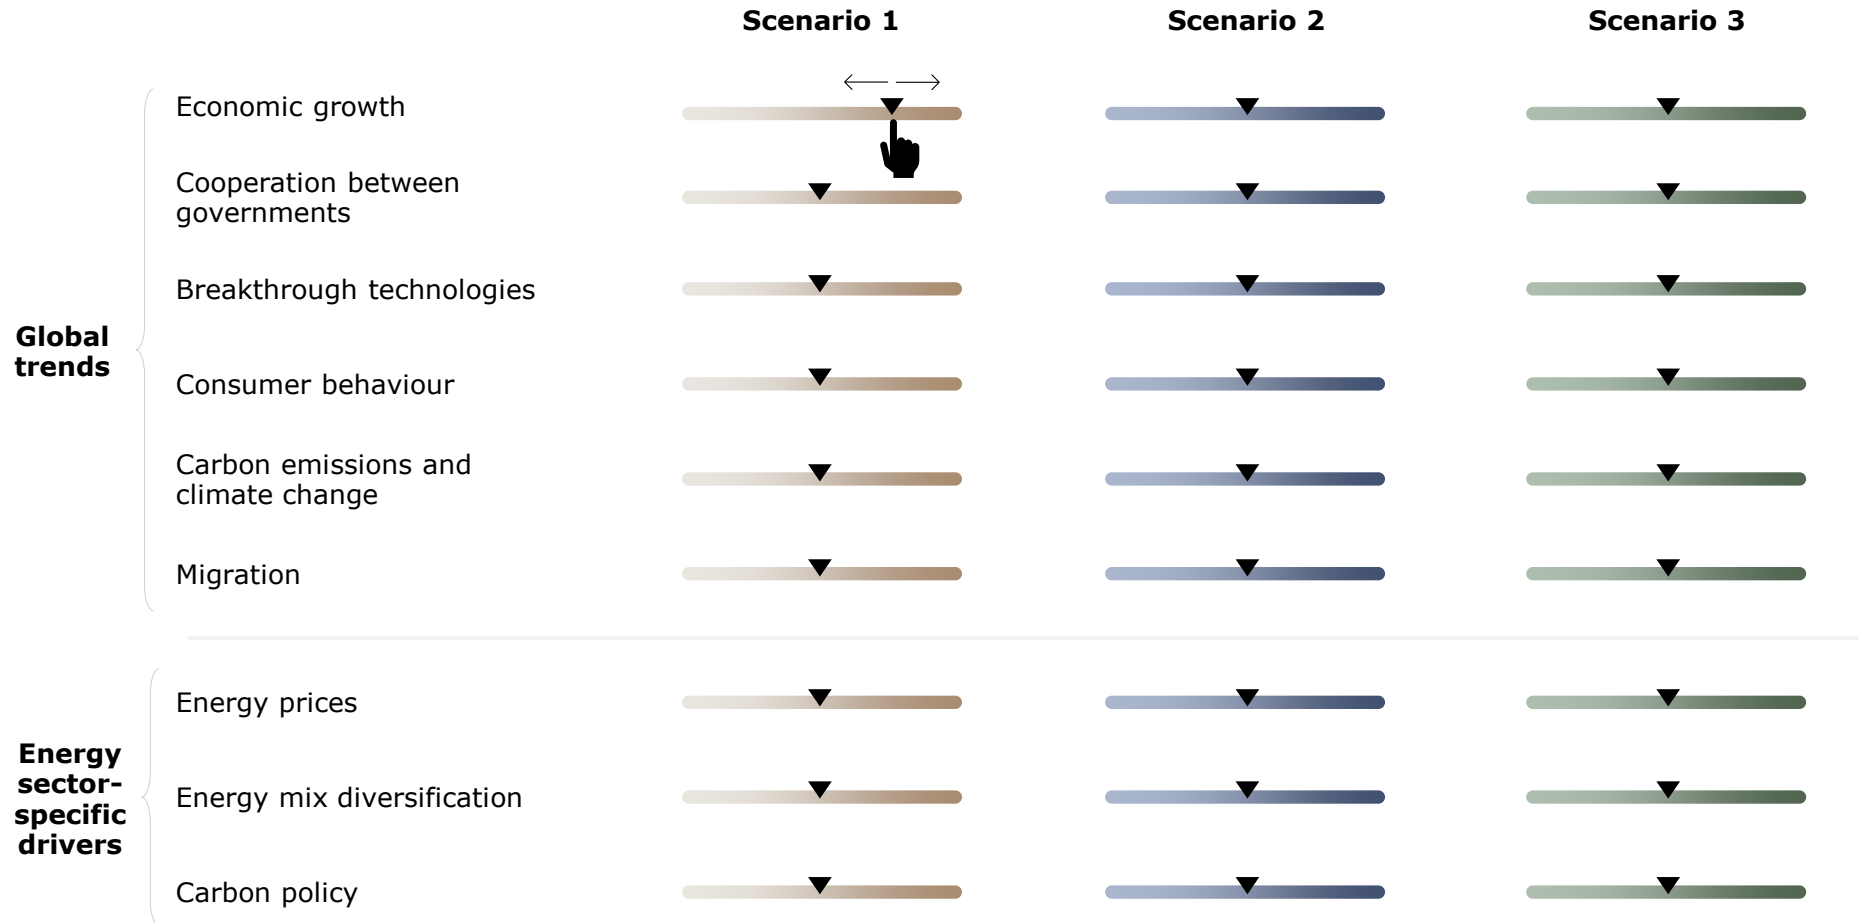 Scenario 1
Scenario 2
Scenario 3
Global
trends
Economic growth
Cooperation between
governments
Breakthrough technologies
Consumer behaviour
Carbon emissions and
climate change
Migration
Energy
sector-
specific
drivers
Energy prices
Energy mix diversification
Carbon policy